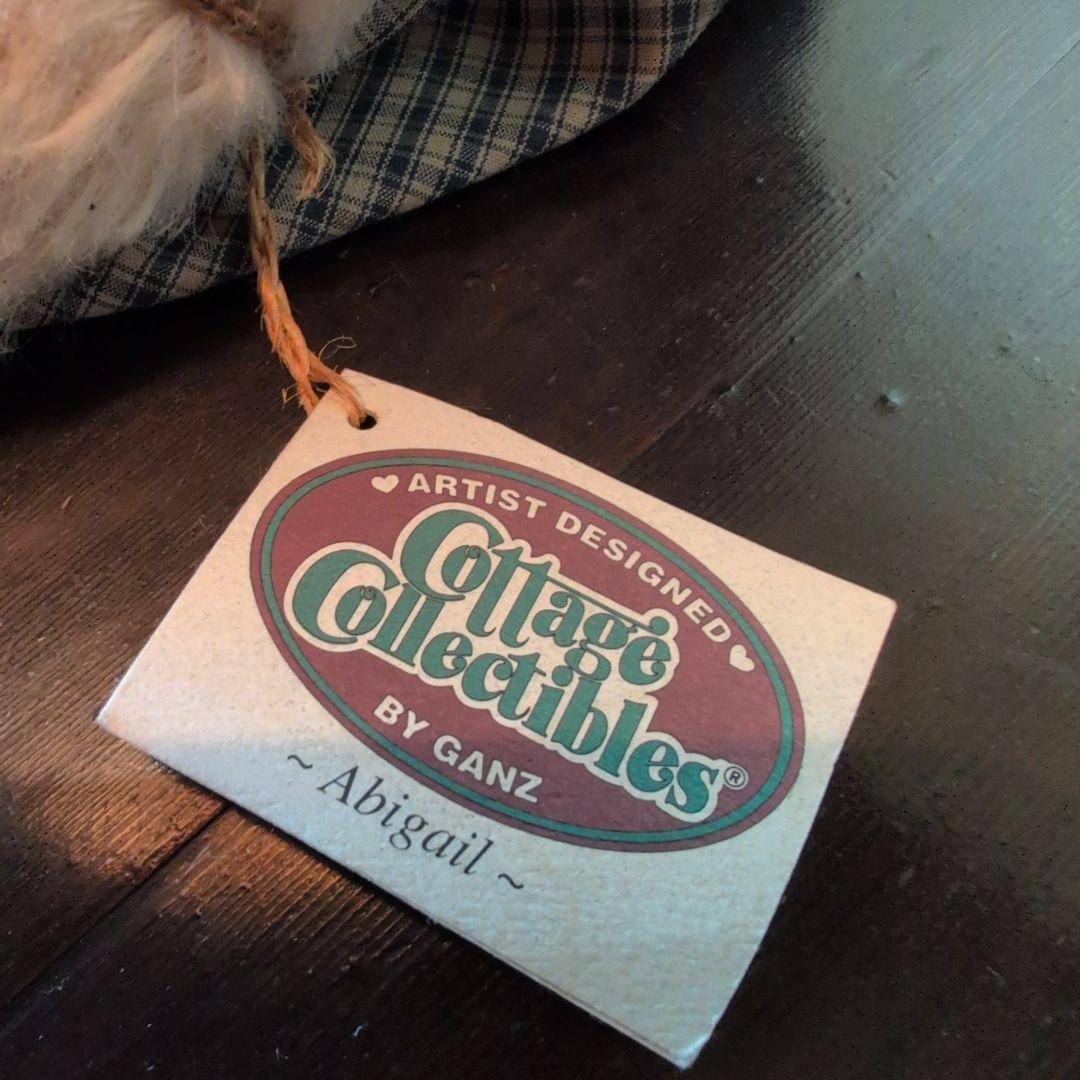 ARTIST DESIGNED
Cottage
Collectibles®
BY GANZ
~ Abigail ~